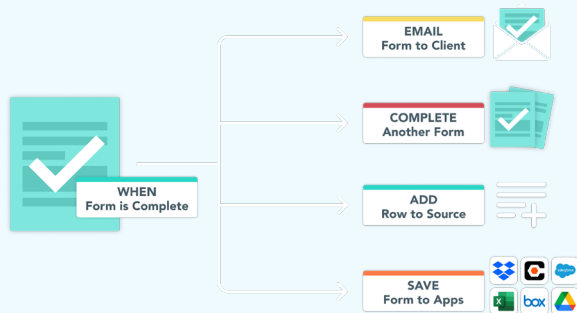 EMAIL
Form to Client
COMPLETE
Another Form
WHEN
Form is Complete
ADD
Row to Source
SAVE
Form to Apps
salesforce
X
box